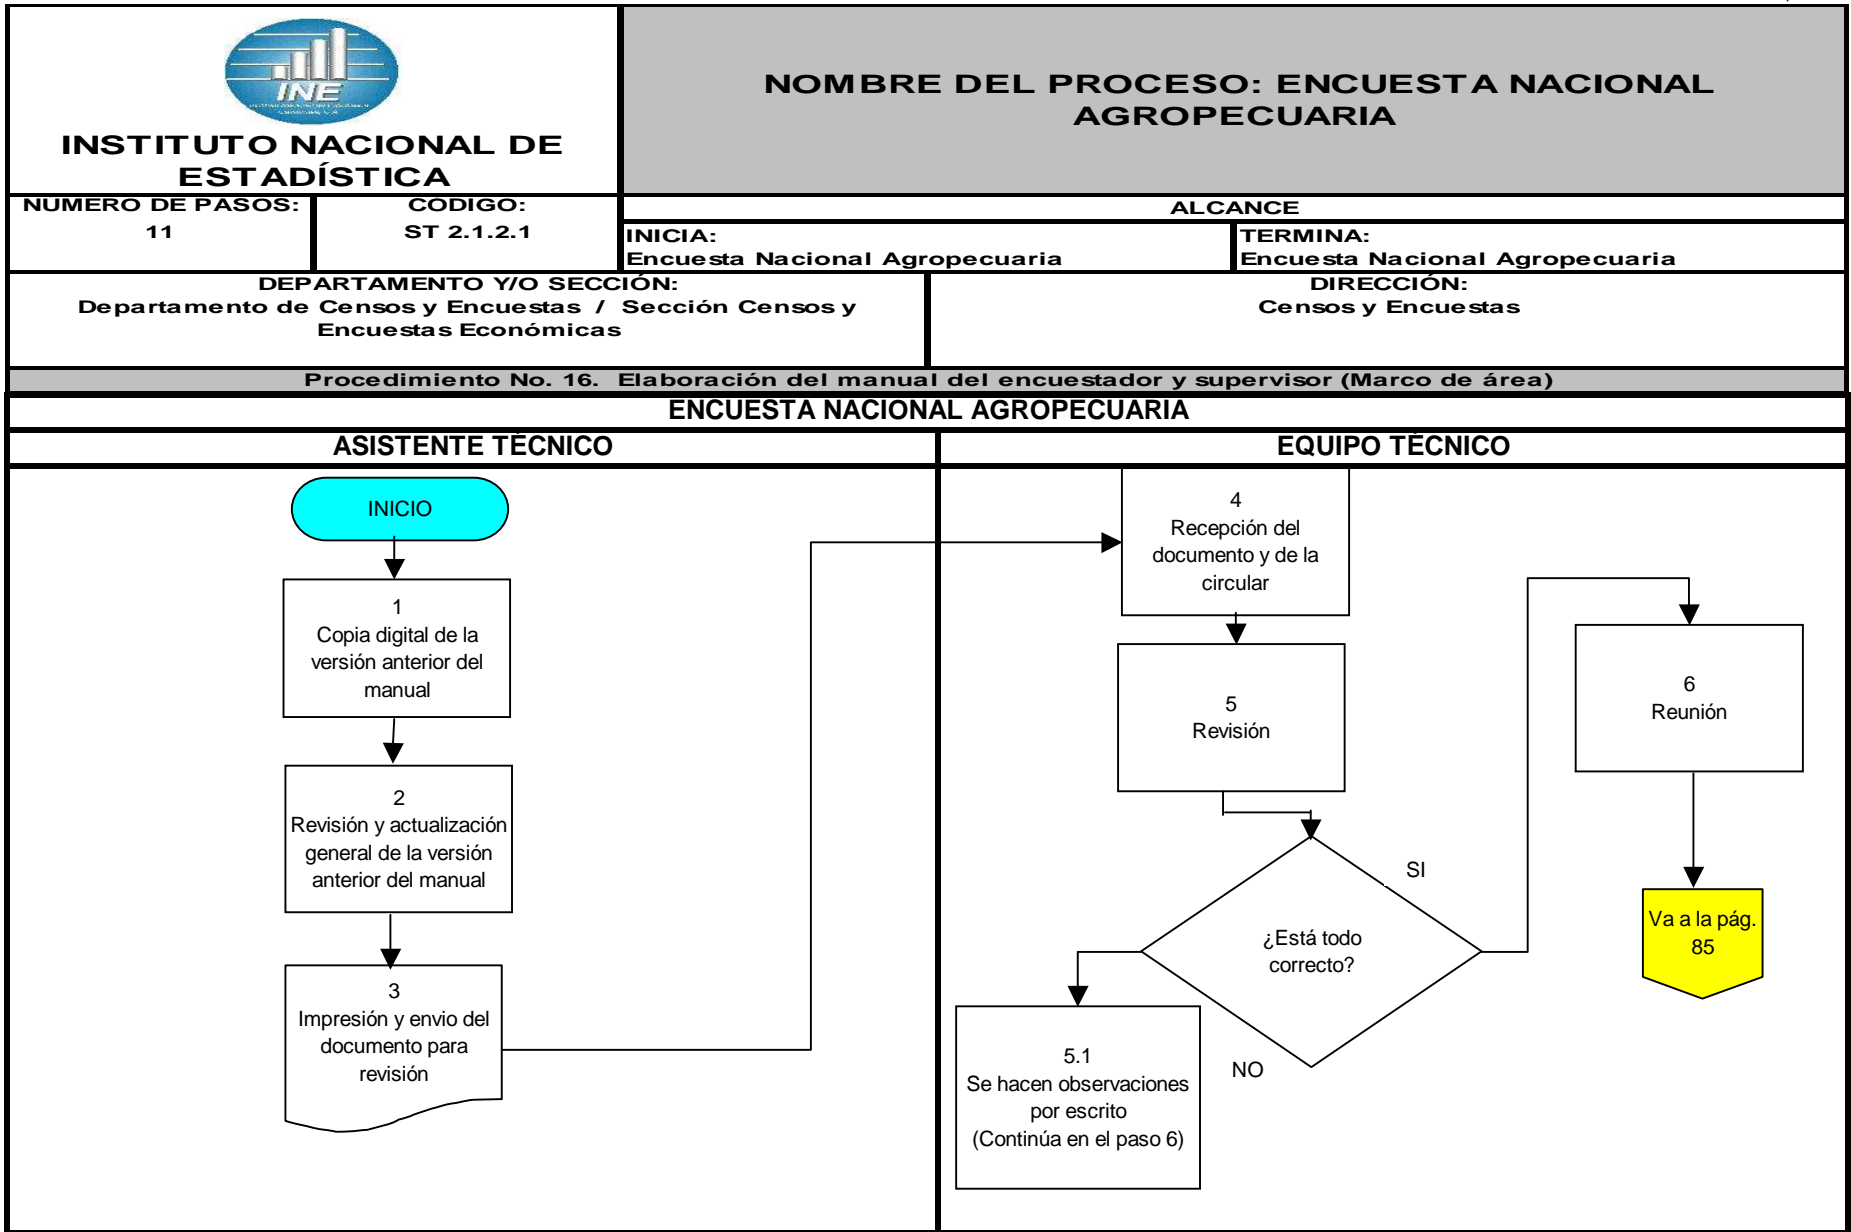 INE
INSTITUTO NACIONAL DE
ESTADÍSTICA
NOMBRE DEL PROCESO: ENCUESTA NACIONAL
AGROPECUARIA
NUMERO DE PASOS:
11
CODIGO:
ST 2.1.2.1
ALCANCE
INICIA:
Encuesta Nacional Agropecuaria
TERMINA:
Encuesta Nacional Agropecuaria
DEPARTAMENTO Y/O SECCIÓN:
Departamento de Censos y Encuestas / Sección Censos y
Encuestas Económicas
DIRECCIÓN:
Censos y Encuestas
Procedimiento No. 16. Elaboración del manual del encuestador y supervisor (Marco de área)
ENCUESTA NACIONAL AGROPECUARIA
ASISTENTE TÉCNICO
EQUIPO TÉCNICO
INICIO
1
Copia digital de la
versión anterior del
manual
2
Revisión y actualización
general de la versión
anterior del manual
3
Impresión y envio del
documento para
revisión
4
Recepción del
documento y de la
circular
5
Revisión
¿Está todo
correcto?
SI
NO
5.1
Se hacen observaciones
por escrito
(Continúa en el paso 6)
6
Reunión
Va a la pág.
85